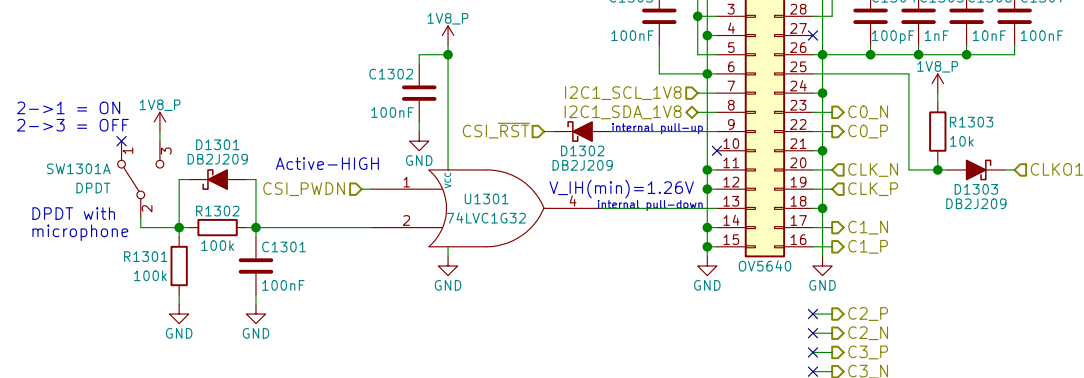 1V8_P
C1302
100nF
GND
2->1 = ON
2->3 = OFF
1V8_P
1
3
SW1301A
DPDT
2
DPDT with
microphone
D1301
DB2J209
R1302
100k
R1301
100k
C1301
100nF
GND
GND
Active-HIGH
CSI_PWDN
1
2
VCC
U1301
74LVC1G32
4
GND
V_IH(min)=1.26V
internal pull-down
I2C1_SCL_1V8
I2C1_SDA_1V8
CSI_RST
internal pull-up
D1302
DB2J209
100nF
3
4
5
6
7
8
9
10
11
12
13
14
15
28
27
26
25
24
23
22
21
20
19
18
17
16
OV5640
GND
GND
100pF
1nF
10nF
100nF
1V8_P
R1303
10k
D1303
DB2J209
CLKO1
C0_N
C0_P
CLK_N
CLK_P
C1_N
C1_P
C2_P
C2_N
C3_P
C3_N